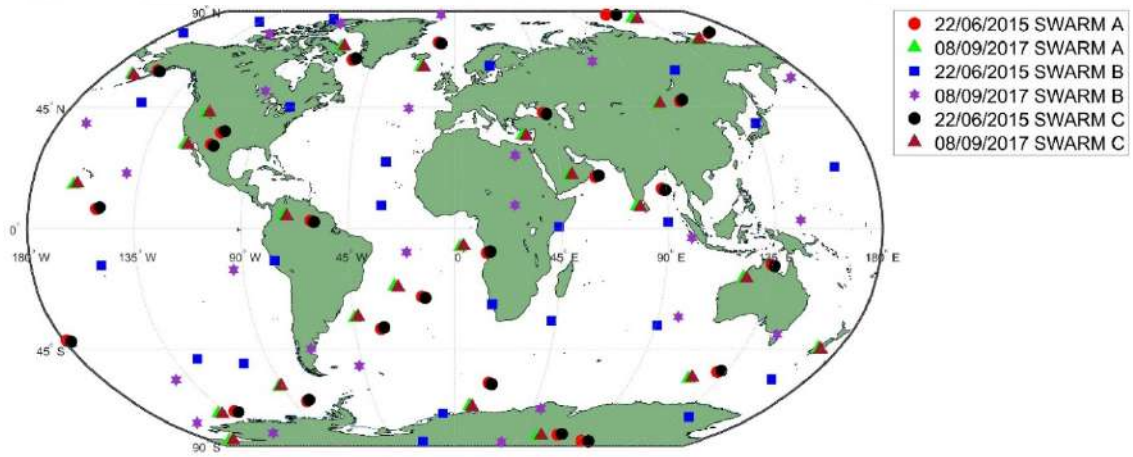 90°N
22/06/2015 SWARM A
08/09/2017 SWARM A
22/06/2015 SWARM B
08/09/2017 SWARM B
22/06/2015 SWARM C
08/09/2017 SWARM C
45°N
0°
180°W 135°W 90°W 45°W 0 45°E 90°E 135°E 180°E
45°S
90°S